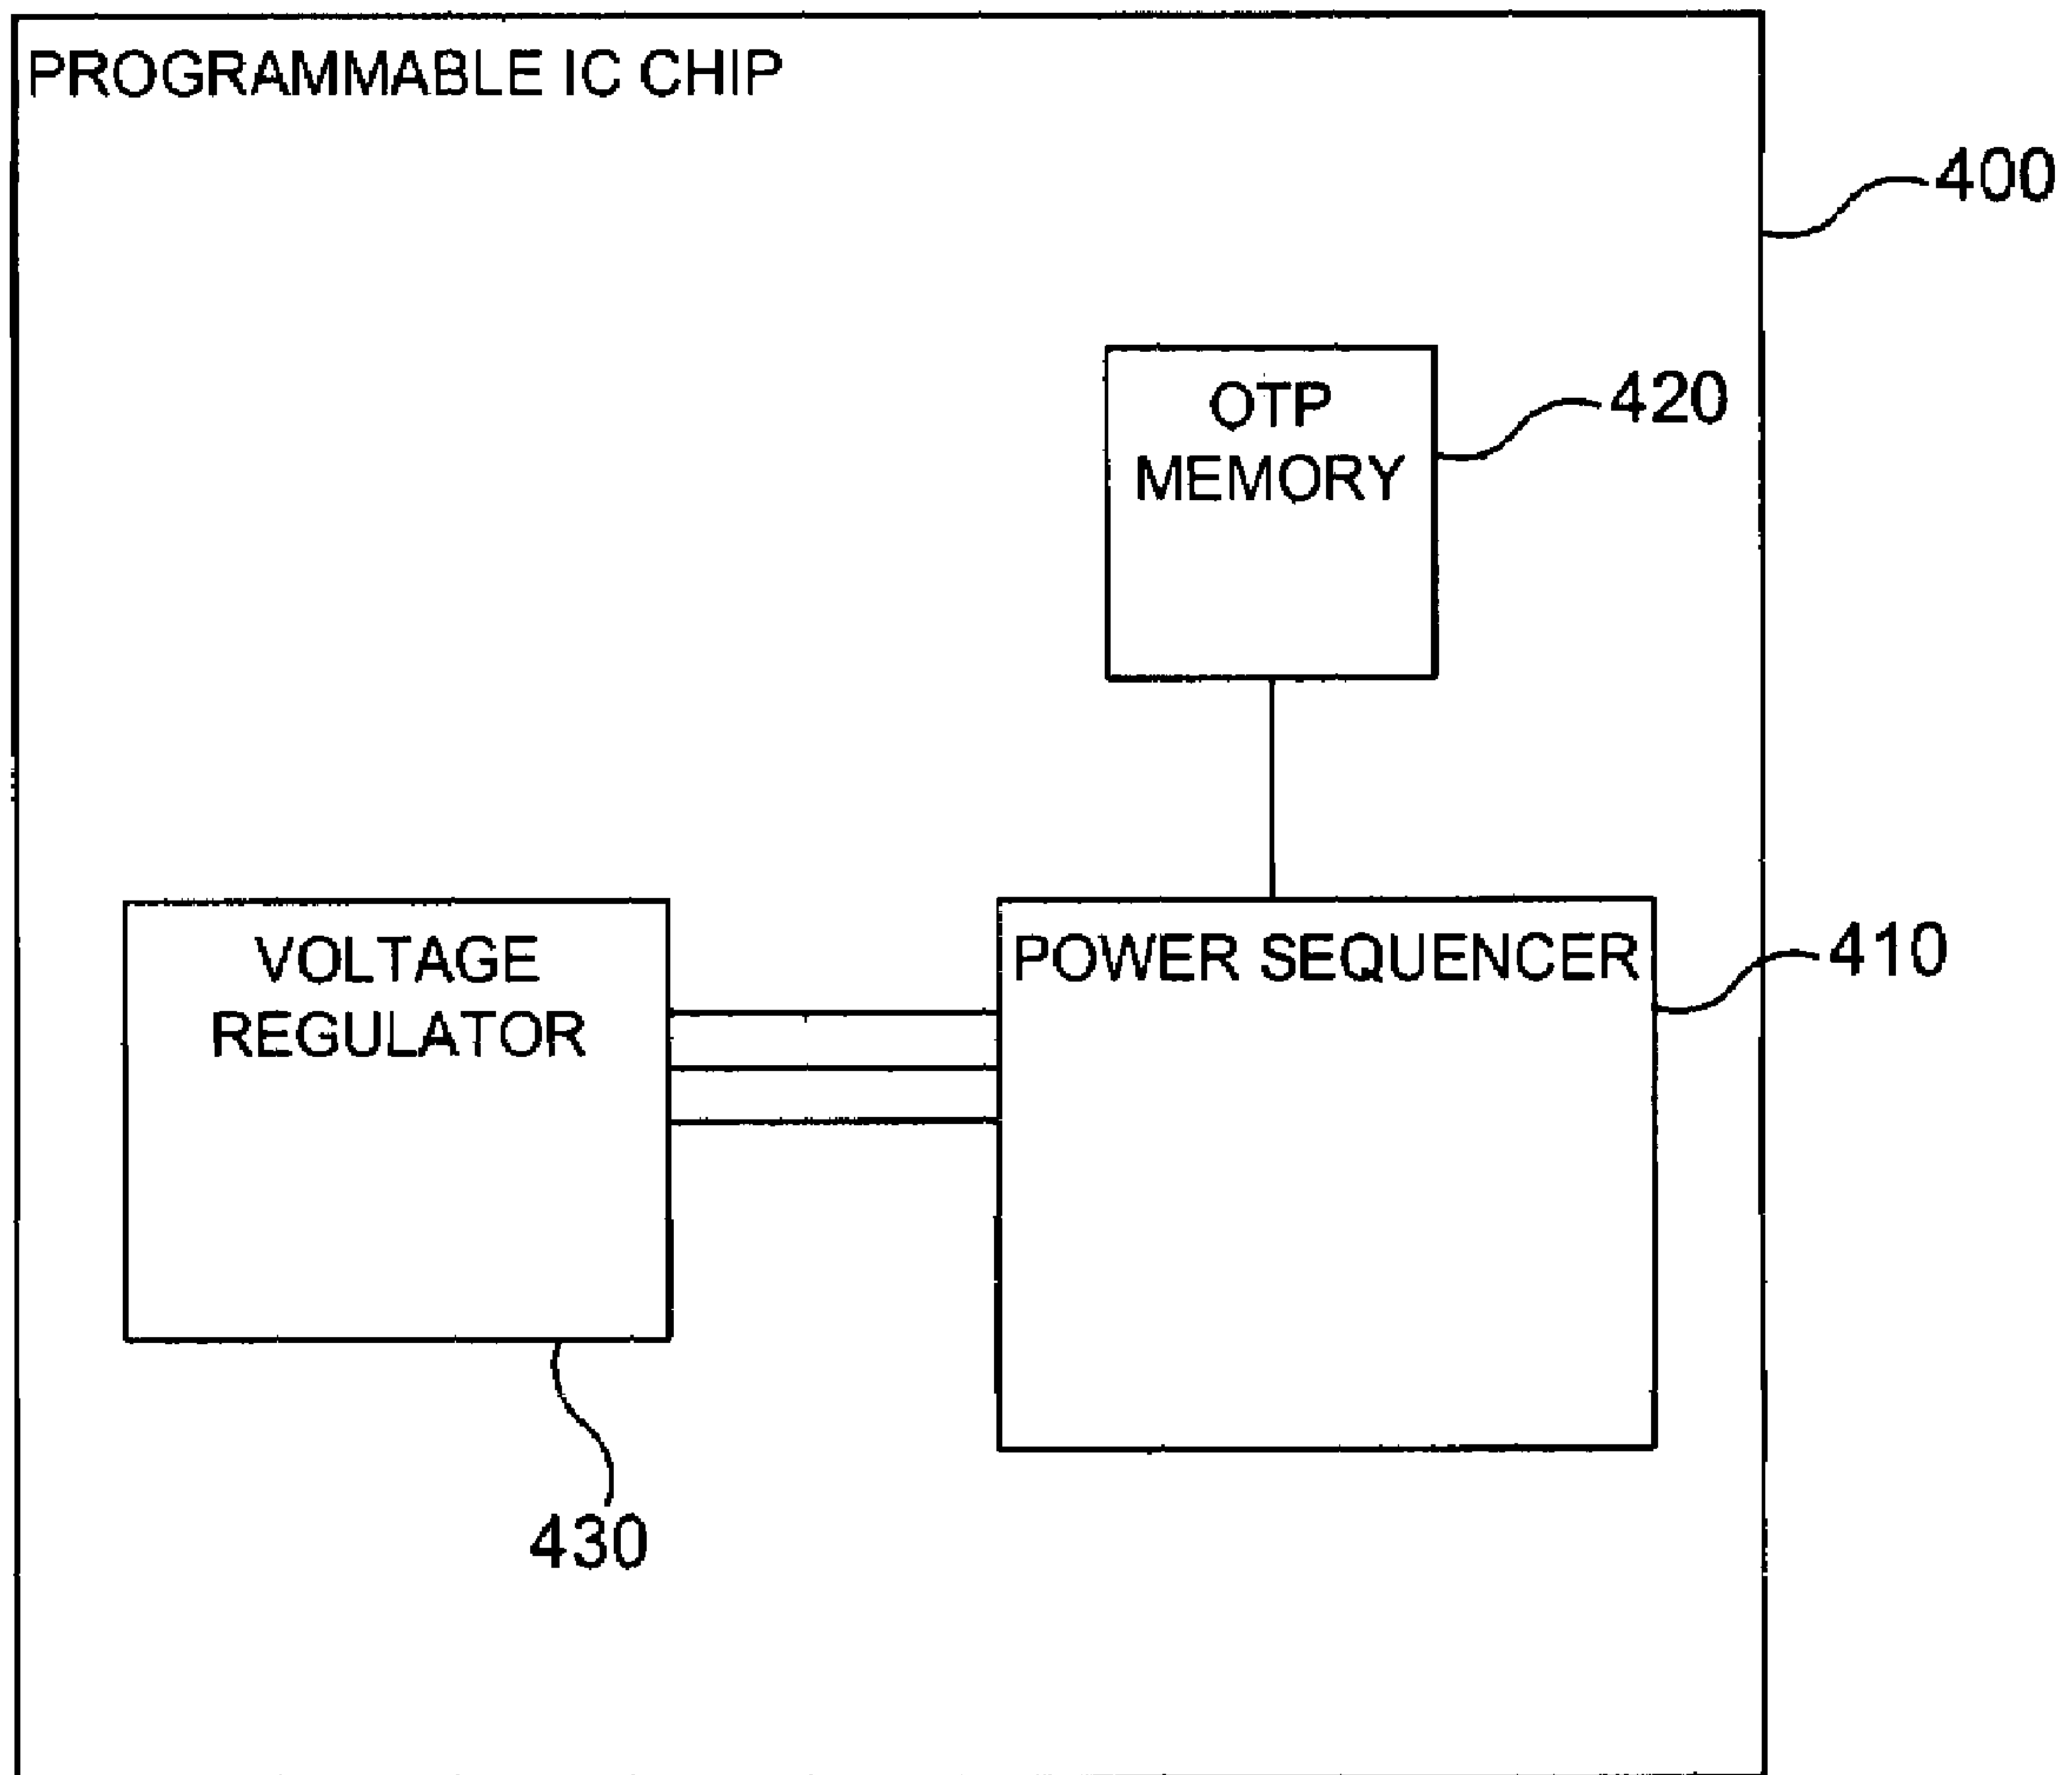 PROGRAMMABLE IC CHIP
400
OTP
MEMORY
420
VOLTAGE
REGULATOR
POWER SEQUENCER
410
430